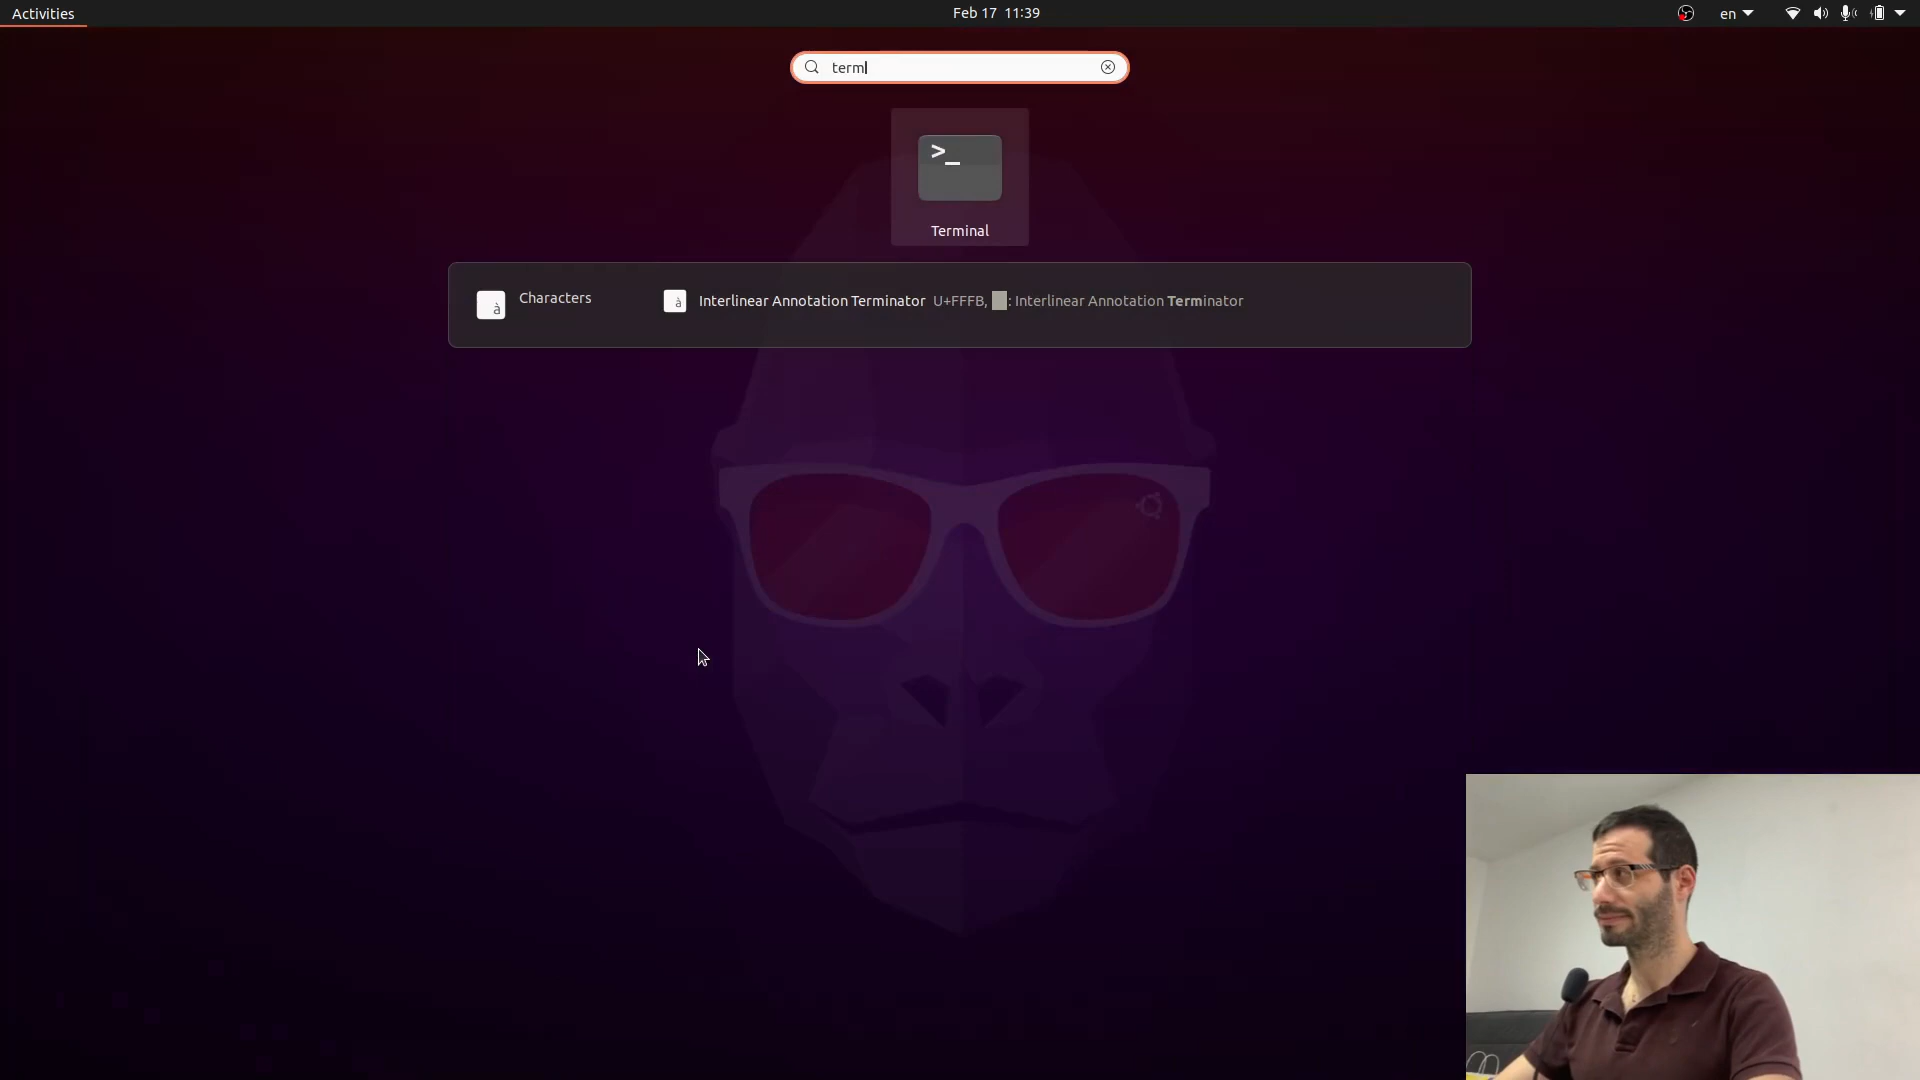 Activities
Feb 17 11:39
en
term
>_
Terminal
à Characters
à Interlinear Annotation Terminator U+FFFB, : Interlinear Annotation Terminator